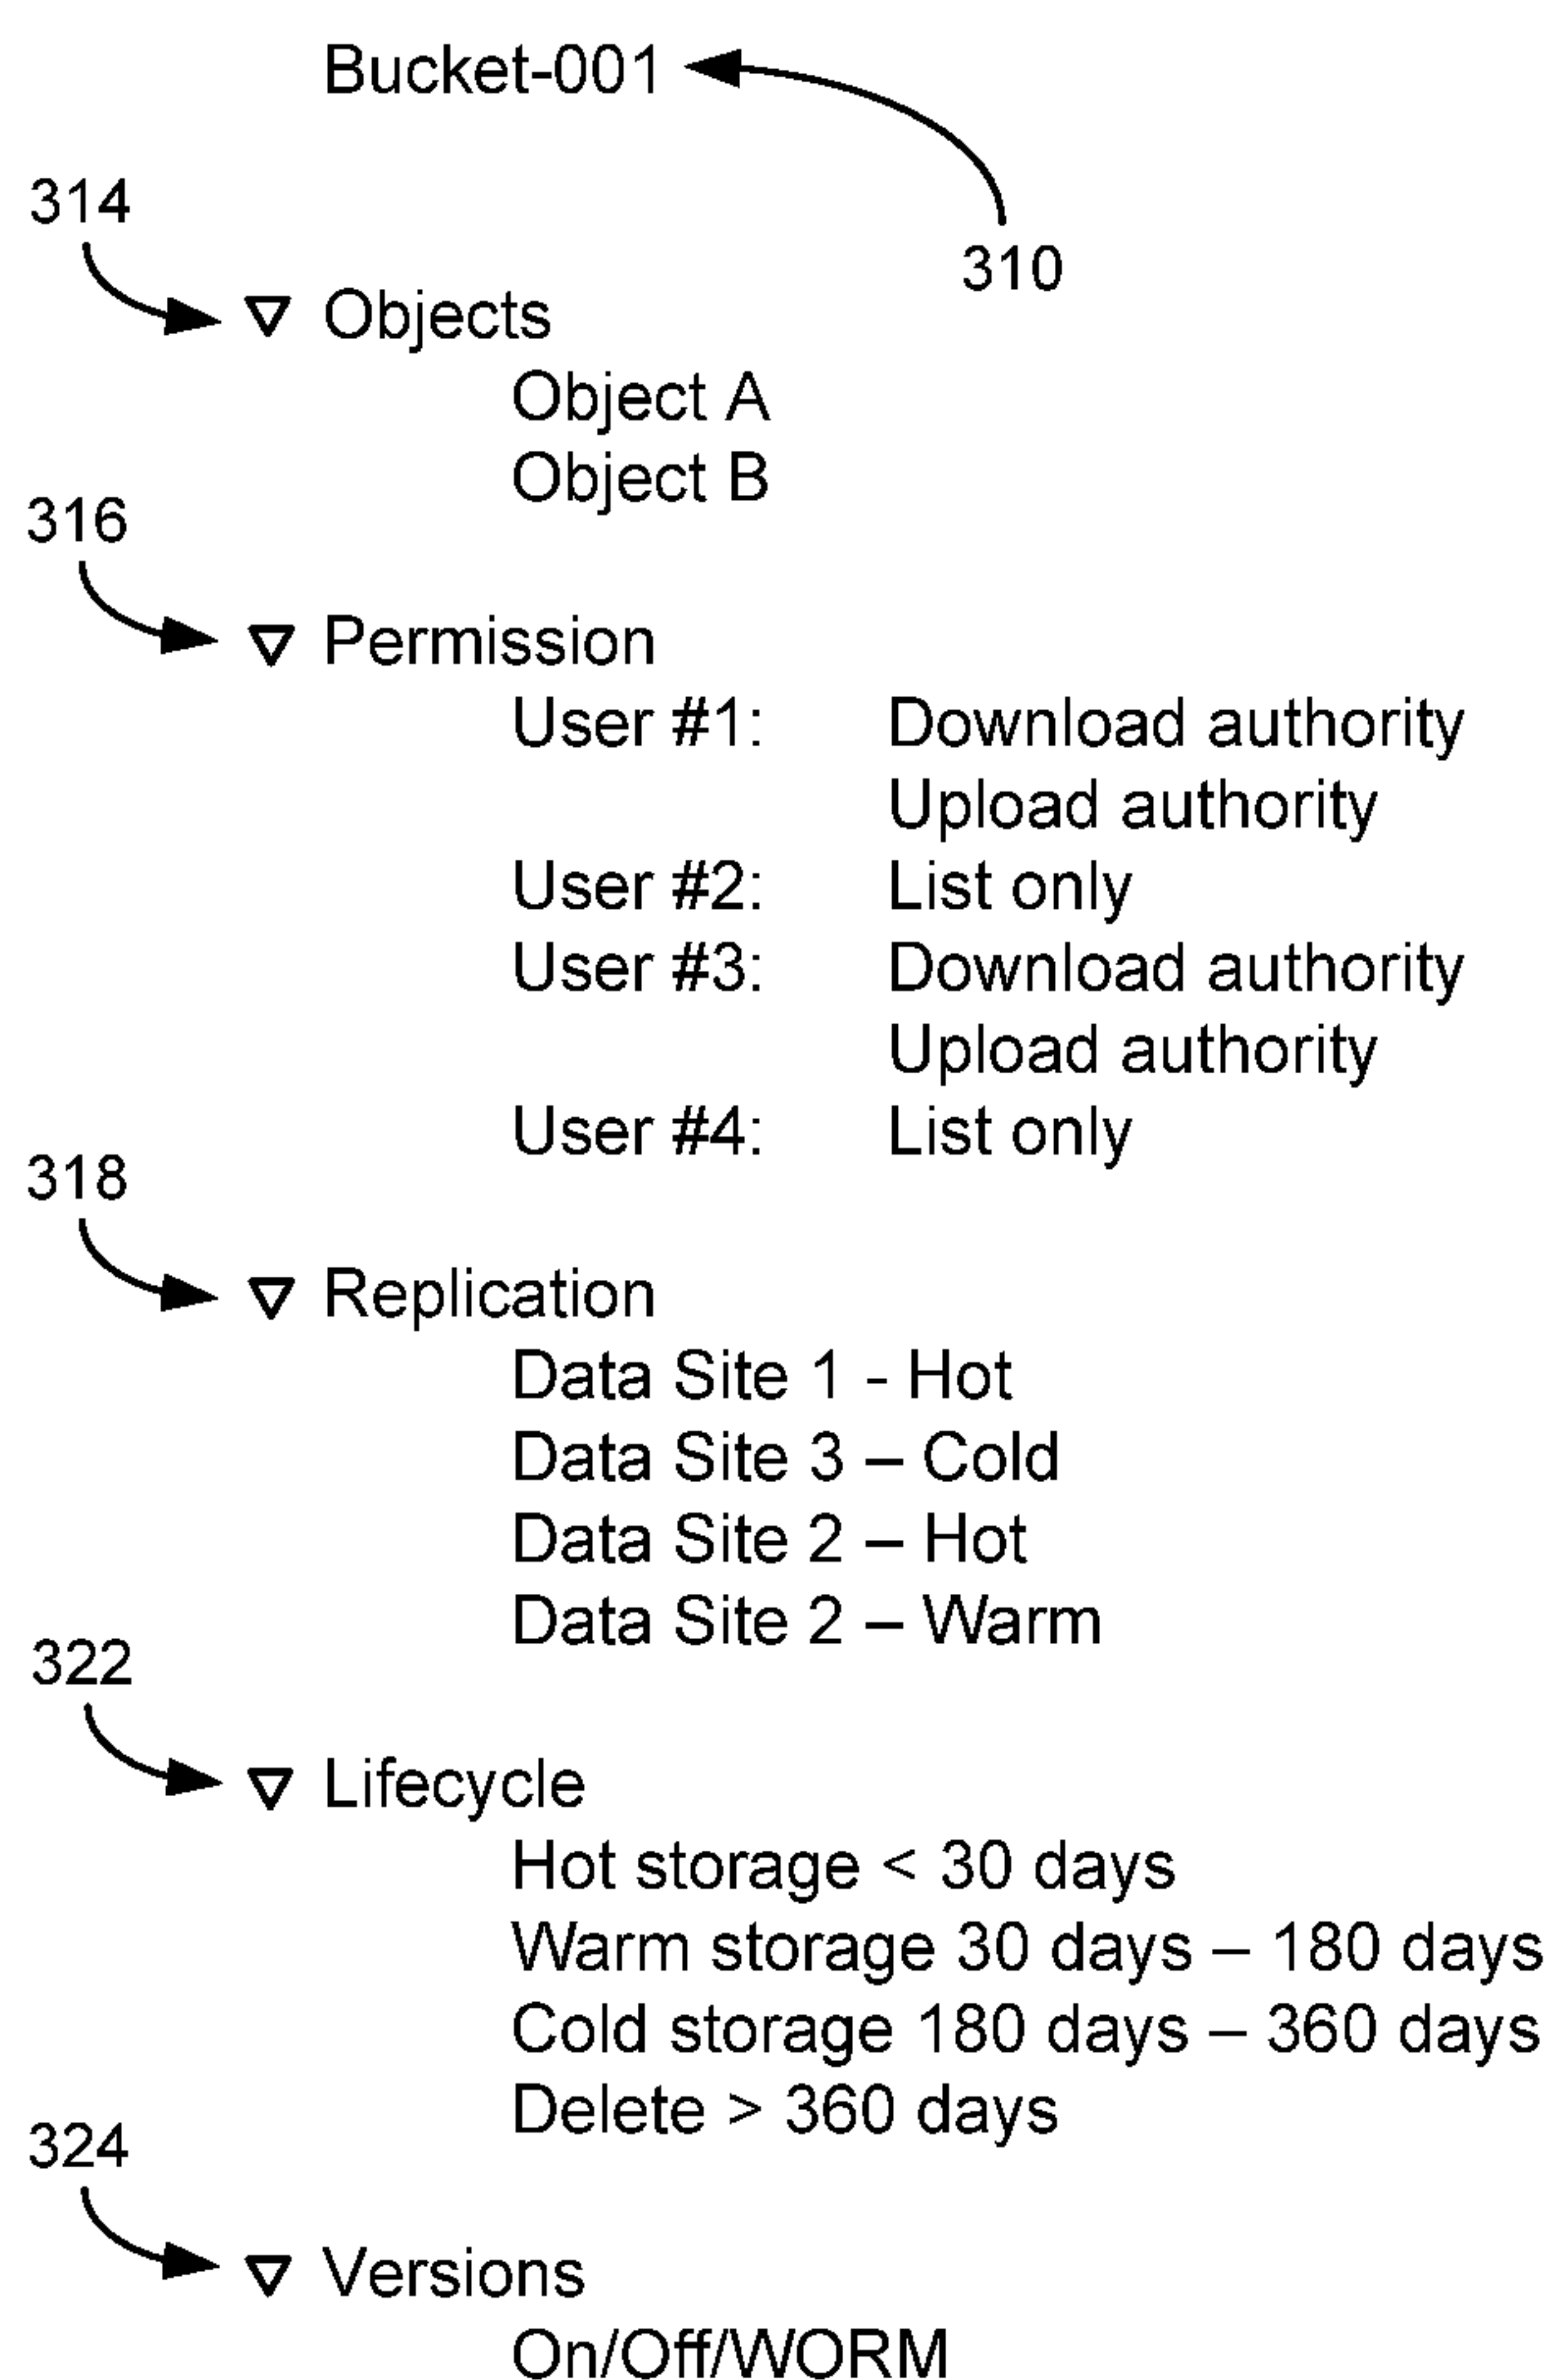 Bucket-001
314
310
Objects
Object A
Object B
316
Permission
User #1: Download authority
Upload authority
User #2: List only
User #3: Download authority
Upload authority
User #4: List only
318
Replication
Data Site 1 - Hot
Data Site 3 – Cold
Data Site 2 – Hot
Data Site 2 – Warm
322
Lifecycle
Hot storage < 30 days
Warm storage 30 days – 180 days
Cold storage 180 days – 360 days
Delete > 360 days
324
Versions
On/Off/WORM